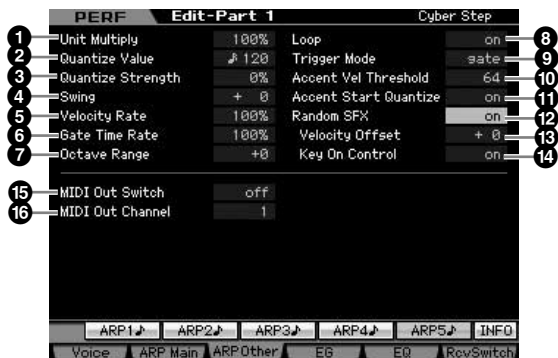 PERF Edit-Part 1 Cyber Step
1 Unit Multiply 100% Loop on 8
2 Quantize Value ♪120 Trigger Mode gate 9
3 Quantize Strength 0% Accent Vel Threshold 64 10
4 Swing + 0 Accent Start Quantize on 11
5 Velocity Rate 100% Random SFX on 12
6 Gate Time Rate 100% Velocity Offset + 0 13
7 Octave Range +0 Key On Control on 14
15 MIDI Out Switch off
16 MIDI Out Channel 1
ARP1♪ ARP2♪ ARP3♪ ARP4♪ ARP5♪ INFO
Voice ARP Main ARP Other EG EQ RcvSwitch